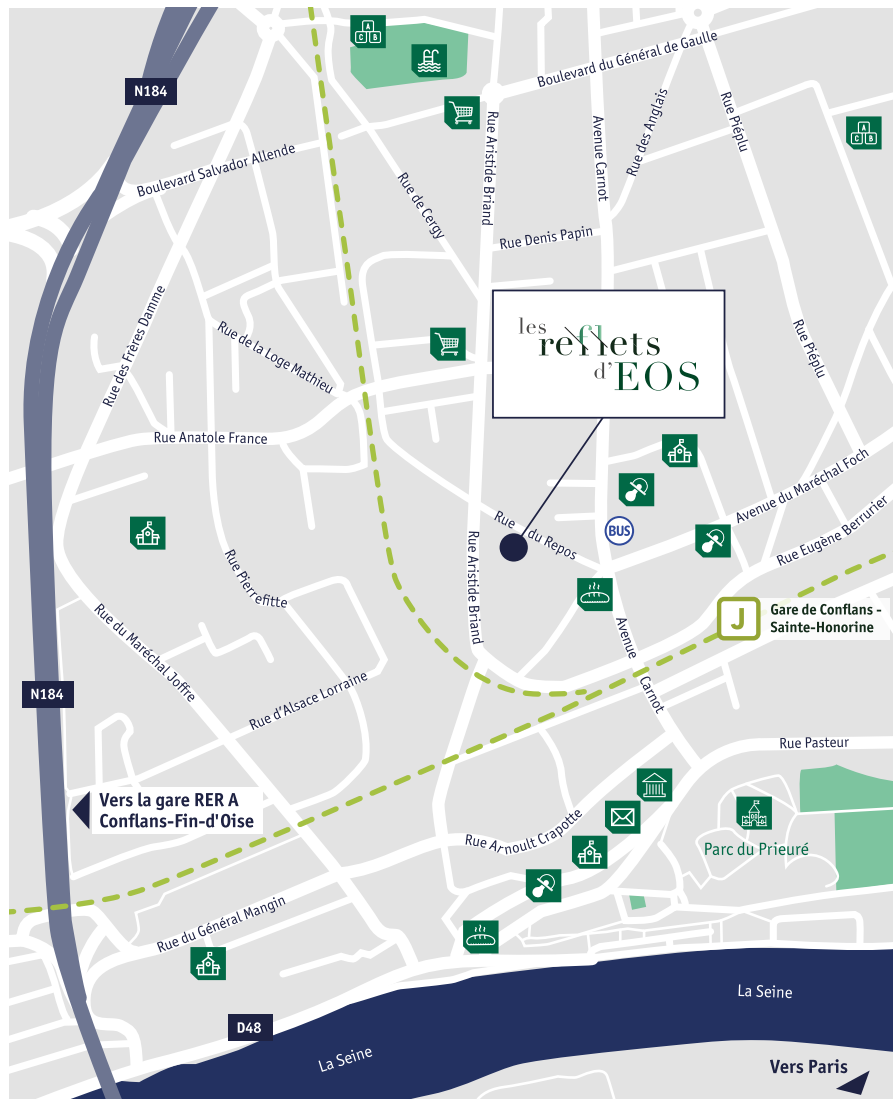 A
C B
N184
Boulevard du Général de Gaulle
Rue Aristide Briand
Avenue Carnot
Rue des Anglais
Rue Piéplu
A
C B
Boulevard Salvador Allende
Rue de Cergy
Rue Denis Papin
Rue des Frères Damme
Rue de la Loge Mathieu
les
reflets
d'EOS
Rue Piéplu
Rue Anatole France
Avenue du Maréchal Foch
Rue du Repos
BUS
Rue Eugène Berrurier
Rue Aristide Briand
Rue Pierrefitte
J
Gare de Conflans -
Sainte-Honorine
Rue du Maréchal Joffre
Avenue Carnot
N184
Rue d'Alsace Lorraine
Rue Pasteur
Vers la gare RER A
Conflans-Fin-d'Oise
Rue Arnoult Crapotte
Parc du Prieuré
Rue du Général Mangin
La Seine
D48
La Seine
Vers Paris